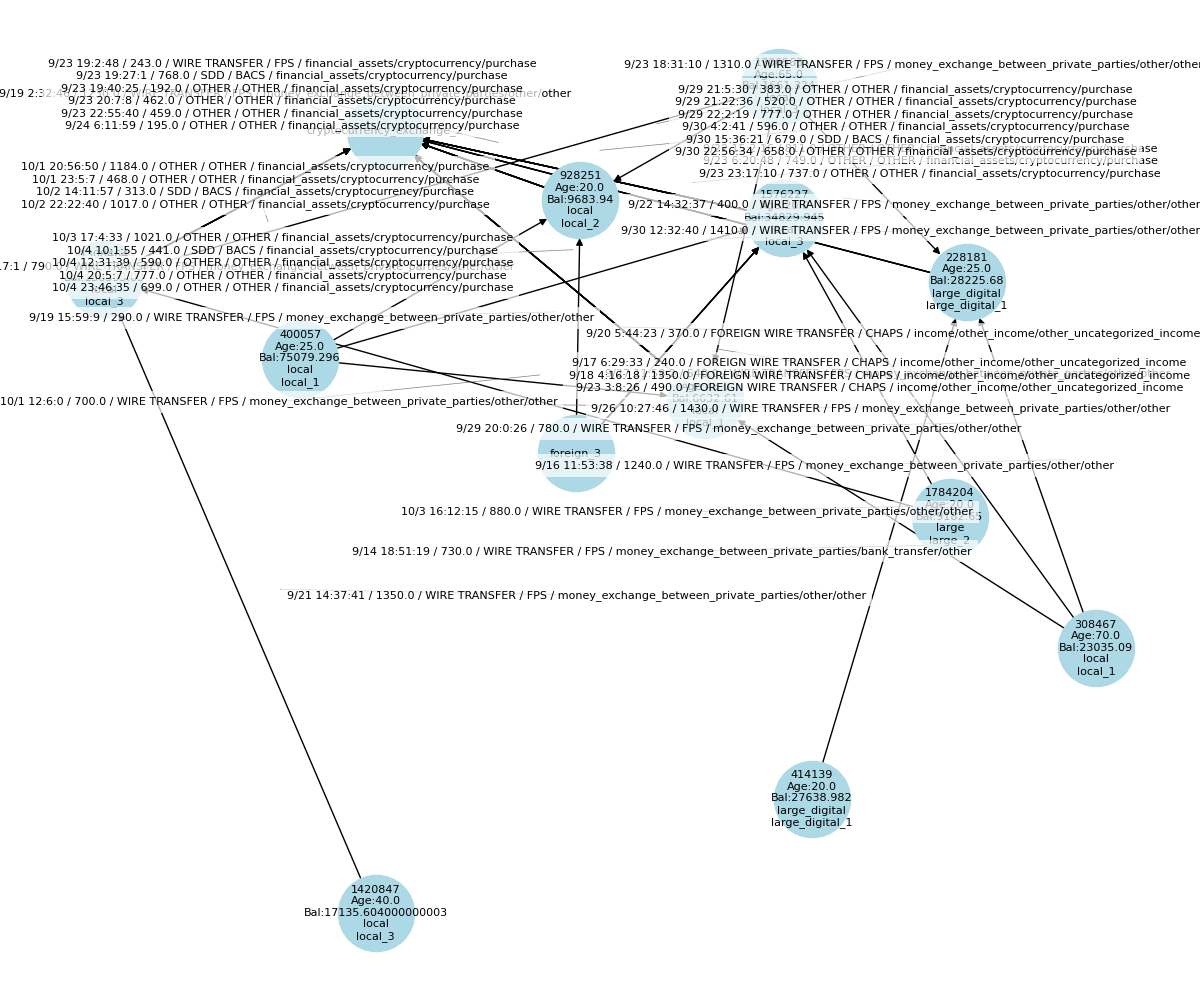 9/23 19:2:48 / 243.0 / WIRE TRANSFER / FPS / financial_assets/cryptocurrency/purchase
9/23 19:27:1 / 768.0 / SDD / BACS / financial_assets/cryptocurrency/purchase
9/23 19:40:25 / 192.0 / OTHER / OTHER / financial_assets/cryptocurrency/purchase
9/19 2:32:4
other
9/23 20:7:8 / 462.0 / OTHER / OTHER / financial_assets/cryptocurrency/purchase
9/23 22:55:40 / 459.0 / OTHER / OTHER / financial_assets/cryptocurrency/purchase
9/24 6:11:59 / 195.0 / OTHER / OTHER / financial_assets/cryptocurrency/purchase
cryptocurrency_exchange_
10/1 20:56:50 / 1184.0 / OTHER / OTHER / financial_assets/cryptocurrency/purchase
10/1 23:5:7 / 468.0 / OTHER / OTHER / financial_assets/cryptocurrency/purchase
10/2 14:11:57 / 313.0 / SDD / BACS / financial_assets/cryptocurrency/purchase
10/2 22:22:40 / 1017.0 / OTHER / OTHER / financial_assets/cryptocurrency/purchase
10/3 17:4:33 / 1021.0 / OTHER / OTHER / financial_assets/cryptocurrency/purchase
10/4 10:1:55 / 441.0 / SDD / BACS / financial_assets/cryptocurrency/purchase
10/4 12:31:39 / 590.0 / OTHER / OTHER / financial_assets/cryptocurrency/purchase
7:1 / 790.0 / WIRE TRANSFER / FPS / money_exchange_between_private_parties/other/other
10/4 20:5:7 / 777.0 / OTHER / OTHER / financial_assets/cryptocurrency/purchase
10/4 23:46:35 / 699.0 / OTHER / OTHER / financial_assets/cryptocurrency/purchase
local_3
9/19 15:59:9 / 290.0 / WIRE TRANSFER / FPS / money_exchange_between_private_parties/other/other
9/23 18:31:10 / 1310.0 / WIRE TRANSFER / FPS / money_exchange_between_private_parties/other/other
Age:65.0
9/29 21:5:30 / 383.0 / OTHER / OTHER / financial_assets/cryptocurrency/purchase
9/29 21:22:36 / 520.0 / OTHER / OTHER / financial_assets/cryptocurrency/purchase
9/29 22:2:19 / 777.0 / OTHER / OTHER / financial_assets/cryptocurrency/purchase
9/30 4:2:41 / 596.0 / OTHER / OTHER / financial_assets/cryptocurrency/purchase
9/30 15:36:21 / 679.0 / SDD / BACS / financial_assets/cryptocurrency/purchase
9/30 22:56:34 / 658.0 / OTHER / OTHER / financial_assets/cryptocurrency/purchase
9/23 6:20:48 / 749.0 / OTHER / OTHER / financial_assets/cryptocurrency/purchase
9/23 23:17:10 / 737.0 / OTHER / OTHER / financial_assets/cryptocurrency/purchase
928251
Age:20.0
Bal:9683.94
local
local_2
1576227
9/22 14:32:37 / 400.0 / WIRE TRANSFER / FPS / money_exchange_between_private_parties/other/other
Bal:34829.945
9/30 12:32:40 / 1410.0 / WIRE TRANSFER / FPS / money_exchange_between_private_parties/other/other
local_3
228181
Age:25.0
Bal:28225.68
large_digital
large_digital_1
400057
Age:25.0
Bal:75079.296
local
local_1
9/20 5:44:23 / 370.0 / FOREIGN WIRE TRANSFER / CHAPS / income/other_income/other_uncategorized_income
9/17 6:29:33 / 240.0 / FOREIGN WIRE TRANSFER / CHAPS / income/other_income/other_uncategorized_income
9/18 4:16:18 / 1350.0 / FOREIGN WIRE TRANSFER / CHAPS / income/other_income/other_uncategorized_income
9/23 3:8:26 / 490.0 / FOREIGN WIRE TRANSFER / CHAPS / income/other_income/other_uncategorized_income
Bal:6632.61
10/1 12:6:0 / 700.0 / WIRE TRANSFER / FPS / money_exchange_between_private_parties/other/other
9/26 10:27:46 / 1430.0 / WIRE TRANSFER / FPS / money_exchange_between_private_parties/other/other
local_1
9/29 20:0:26 / 780.0 / WIRE TRANSFER / FPS / money_exchange_between_private_parties/other/other
foreign_3
9/16 11:53:38 / 1240.0 / WIRE TRANSFER / FPS / money_exchange_between_private_parties/other/other
1784204
Age:20.0
Bal:9182.65
10/3 16:12:15 / 880.0 / WIRE TRANSFER / FPS / money_exchange_between_private_parties/other/other
large
large_2
9/14 18:51:19 / 730.0 / WIRE TRANSFER / FPS / money_exchange_between_private_parties/bank_transfer/other
9/21 14:37:41 / 1350.0 / WIRE TRANSFER / FPS / money_exchange_between_private_parties/other/other
308467
Age:70.0
Bal:23035.09
local
local_1
414139
Age:20.0
Bal:27638.982
large_digital
large_digital_1
1420847
Age:40.0
Bal:17135.604000000003
local
local_3